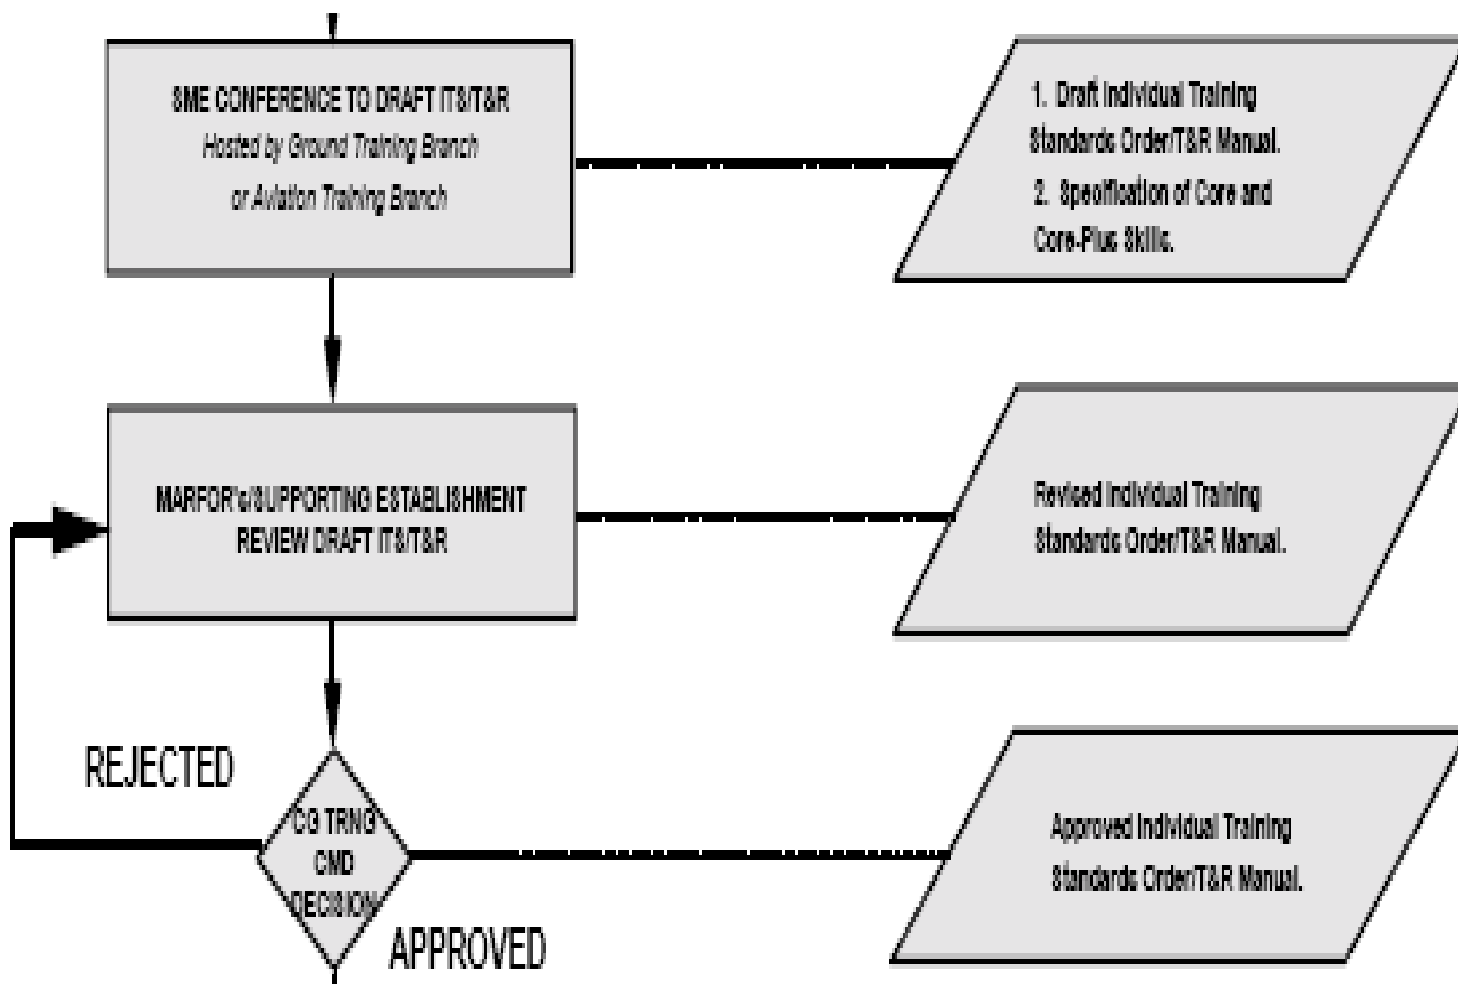 SME CONFERENCE TO DRAFT ITS/T&R
Hosted by Ground Training Branch
or Aviation Training Branch
1. Draft Individual Training
Standards Order/T&R Manual.
2. Specification of Core and
Core-Plus Skills.
MARFOR's/SUPPORTING ESTABLISHMENT
REVIEW DRAFT ITS/T&R
Revised Individual Training
Standards Order/T&R Manual.
REJECTED
CG TRNG
CMD
DECISION
Approved Individual Training
Standards Order/T&R Manual.
APPROVED